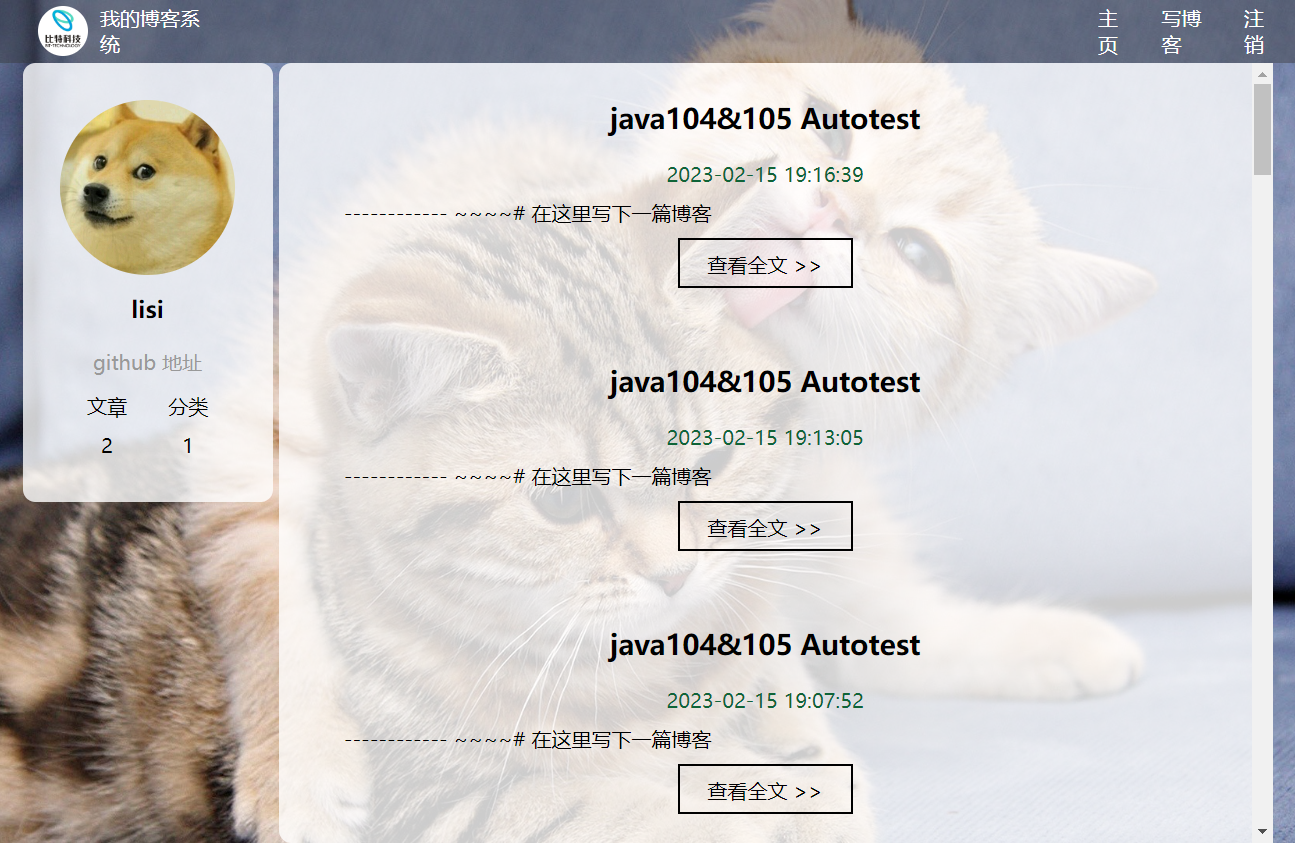 比特科技
BIT-TECHNOLOGY
我的博客系
统
主
页
写博
客
注
销
lisi
github 地址
文章 分类
2 1
java104&105 Autotest
2023-02-15 19:16:39
------------ ~~~~# 在这里写下一篇博客
查看全文 >>
java104&105 Autotest
2023-02-15 19:13:05
------------ ~~~~# 在这里写下一篇博客
查看全文 >>
java104&105 Autotest
2023-02-15 19:07:52
------------ ~~~~# 在这里写下一篇博客
查看全文 >>